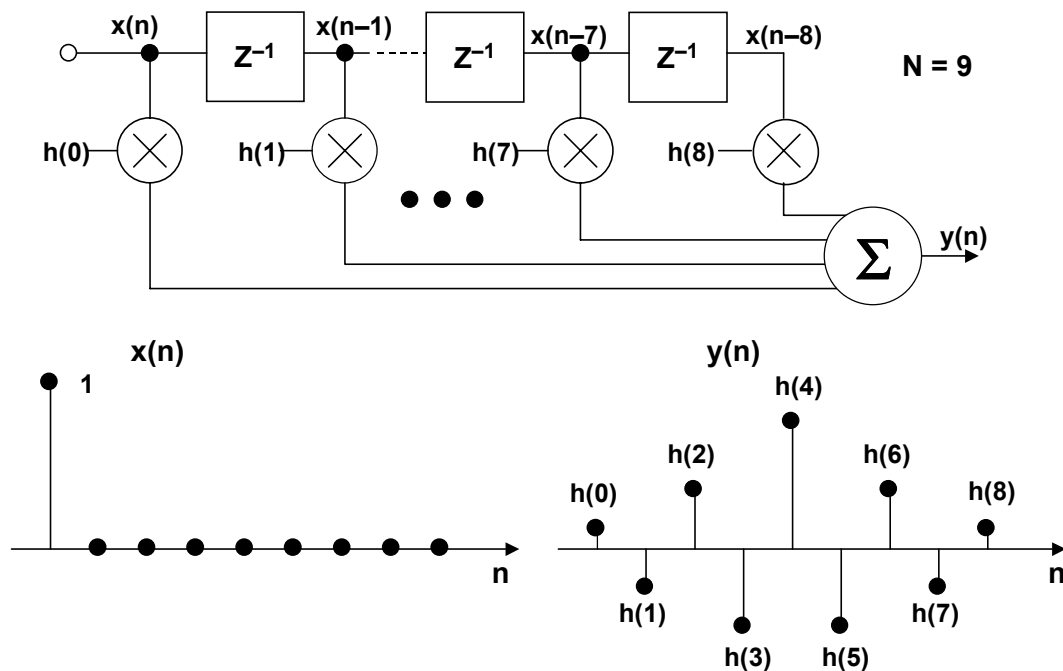 x(n) Z⁻¹ x(n–1) Z⁻¹ x(n–7) Z⁻¹ x(n–8)
N = 9
h(0) h(1) h(7) h(8)
Σ y(n)
x(n)
1
n
y(n)
h(4)
h(2) h(6)
h(0) h(8)
n
h(1) h(7)
h(3) h(5)